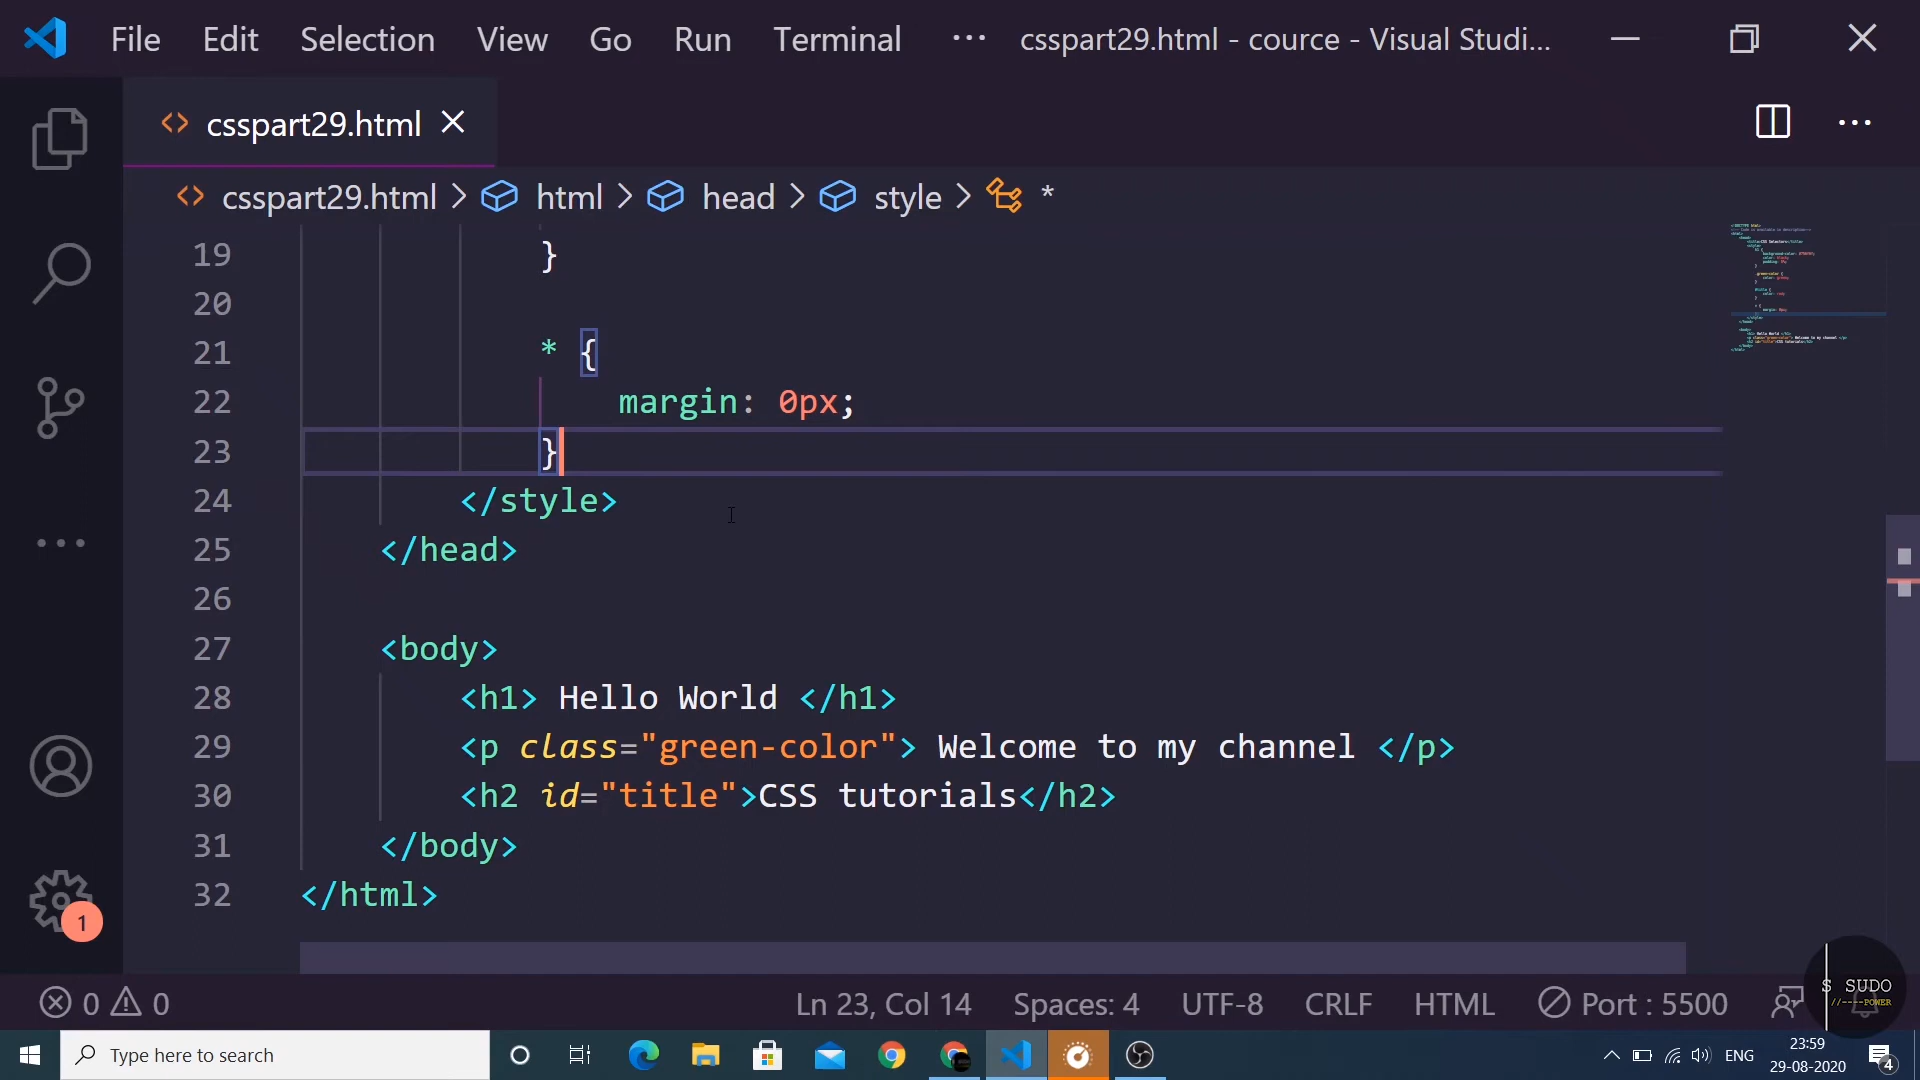 File Edit Selection View Go Run Terminal ··· csspart29.html - cource - Visual Studi...
csspart29.html
csspart29.html > html > head > style > *
19 }
20
21 * {
22 margin: 0px;
23 }
24 </style>
25 </head>
26
27 <body>
28 <h1> Hello World </h1>
29 <p class="green-color"> Welcome to my channel </p>
30 <h2 id="title">CSS tutorials</h2>
31 </body>
32 </html>
1
0 0 Ln 23, Col 14 Spaces: 4 UTF-8 CRLF HTML Port : 5500
S SUDO
//----POWER
Type here to search
ENG
23:59
29-08-2020
4